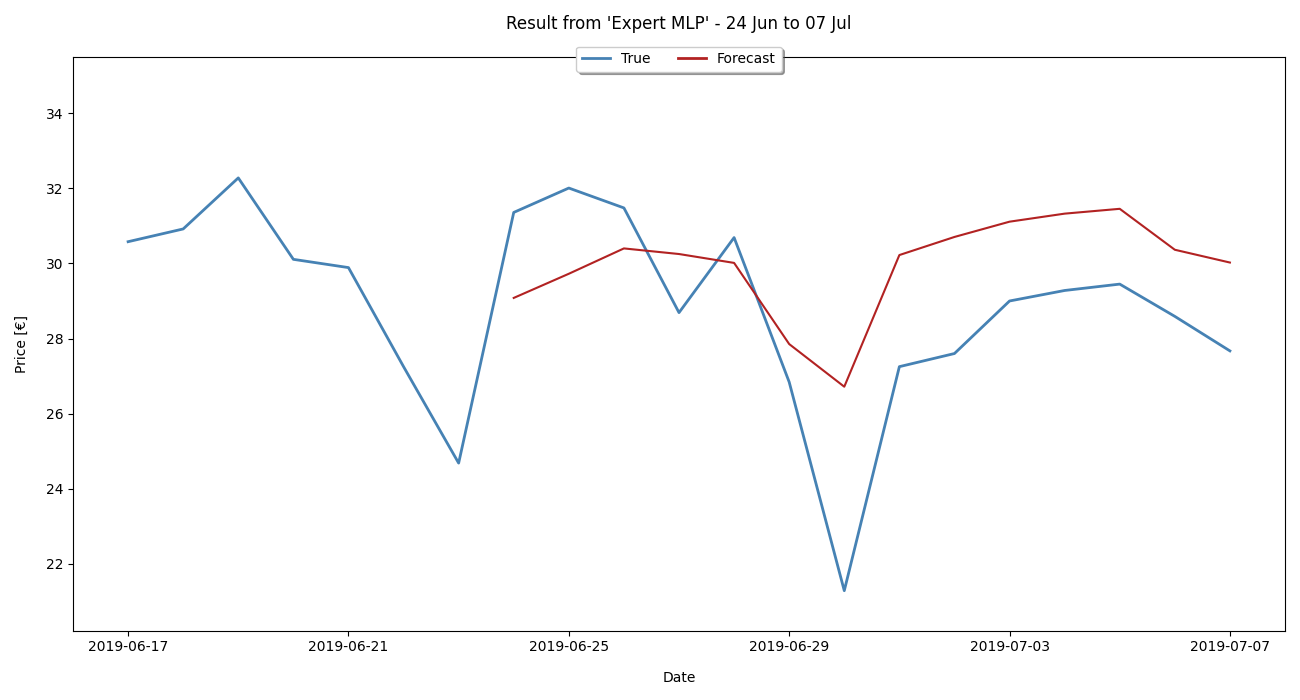 Result from 'Expert MLP' - 24 Jun to 07 Jul
True Forecast
34
32
30
28
26
24
22
Price [€]
2019-06-17 2019-06-21 2019-06-25 2019-06-29 2019-07-03 2019-07-07
Date